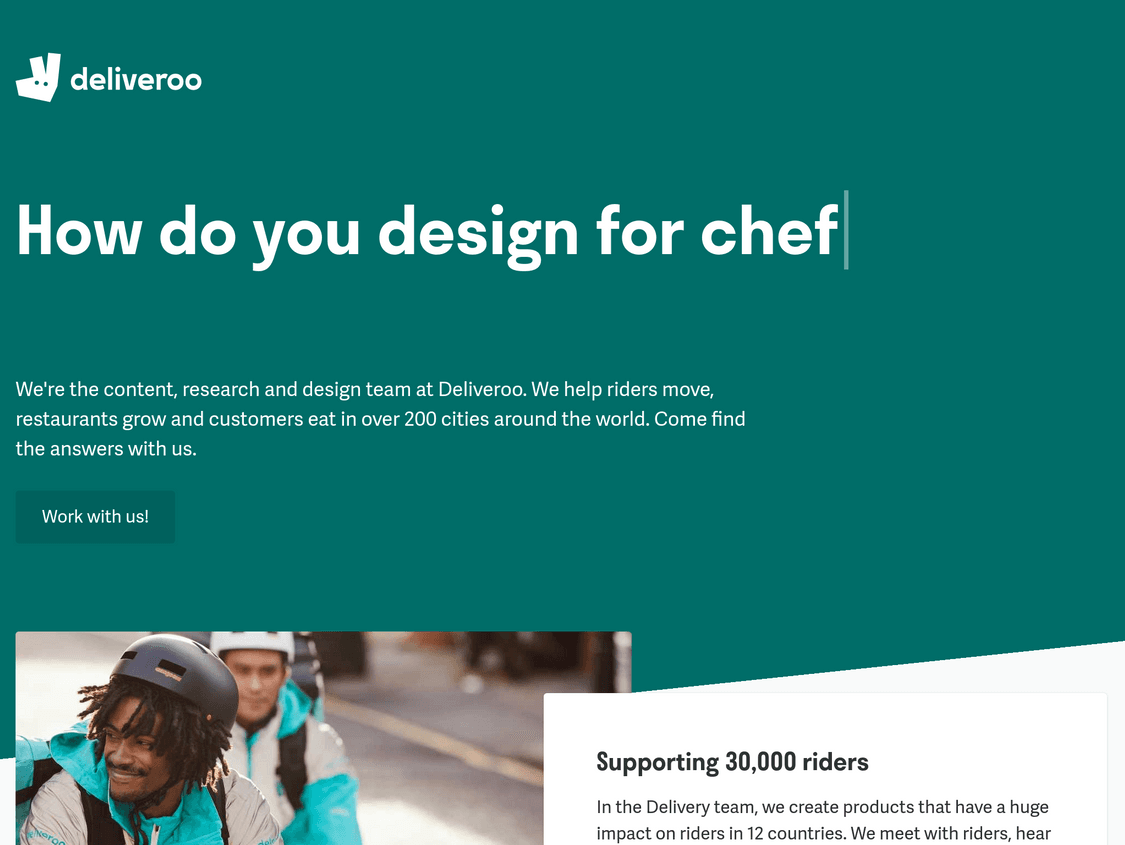 deliveroo
How do you design for chef
We're the content, research and design team at Deliveroo. We help riders move,
restaurants grow and customers eat in over 200 cities around the world. Come find
the answers with us.
Work with us!
Supporting 30,000 riders
In the Delivery team, we create products that have a huge
impact on riders in 12 countries. We meet with riders, hear
deliveroo